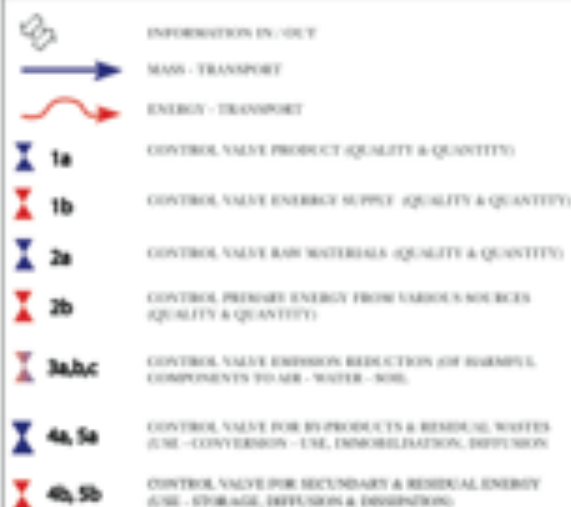 INFORMATION IN / OUT
MASS - TRANSPORT
ENERGY - TRANSPORT
1a CONTROL VALVE PRODUCT (QUALITY & QUANTITY)
1b CONTROL VALVE ENERRGY SUPPLY (QUALITY & QUANTITY)
2a CONTROL VALVE RAW MATERIALS (QUALITY & QUANTITY)
2b CONTROL PRIMARY ENERGY FROM VARIOUS SOURCES
(QUALITY & QUANTITY)
3a,b,c CONTROL VALVE EMISSION REDUCTION (OF HARMFUL
COMPONENTS TO AIR - WATER - SOIL
4a, 5a CONTROL VALVE FOR BY-PRODUCTS & RESIDUAL WASTES
(USE - CONVERSION - USE, IMMOBILISATION, DIFFUSION
4b, 5b CONTROL VALVE FOR SECUNDARY & RESIDUAL ENERGY
(USE - STORAGE, DIFFUSION & DISSIPATION)